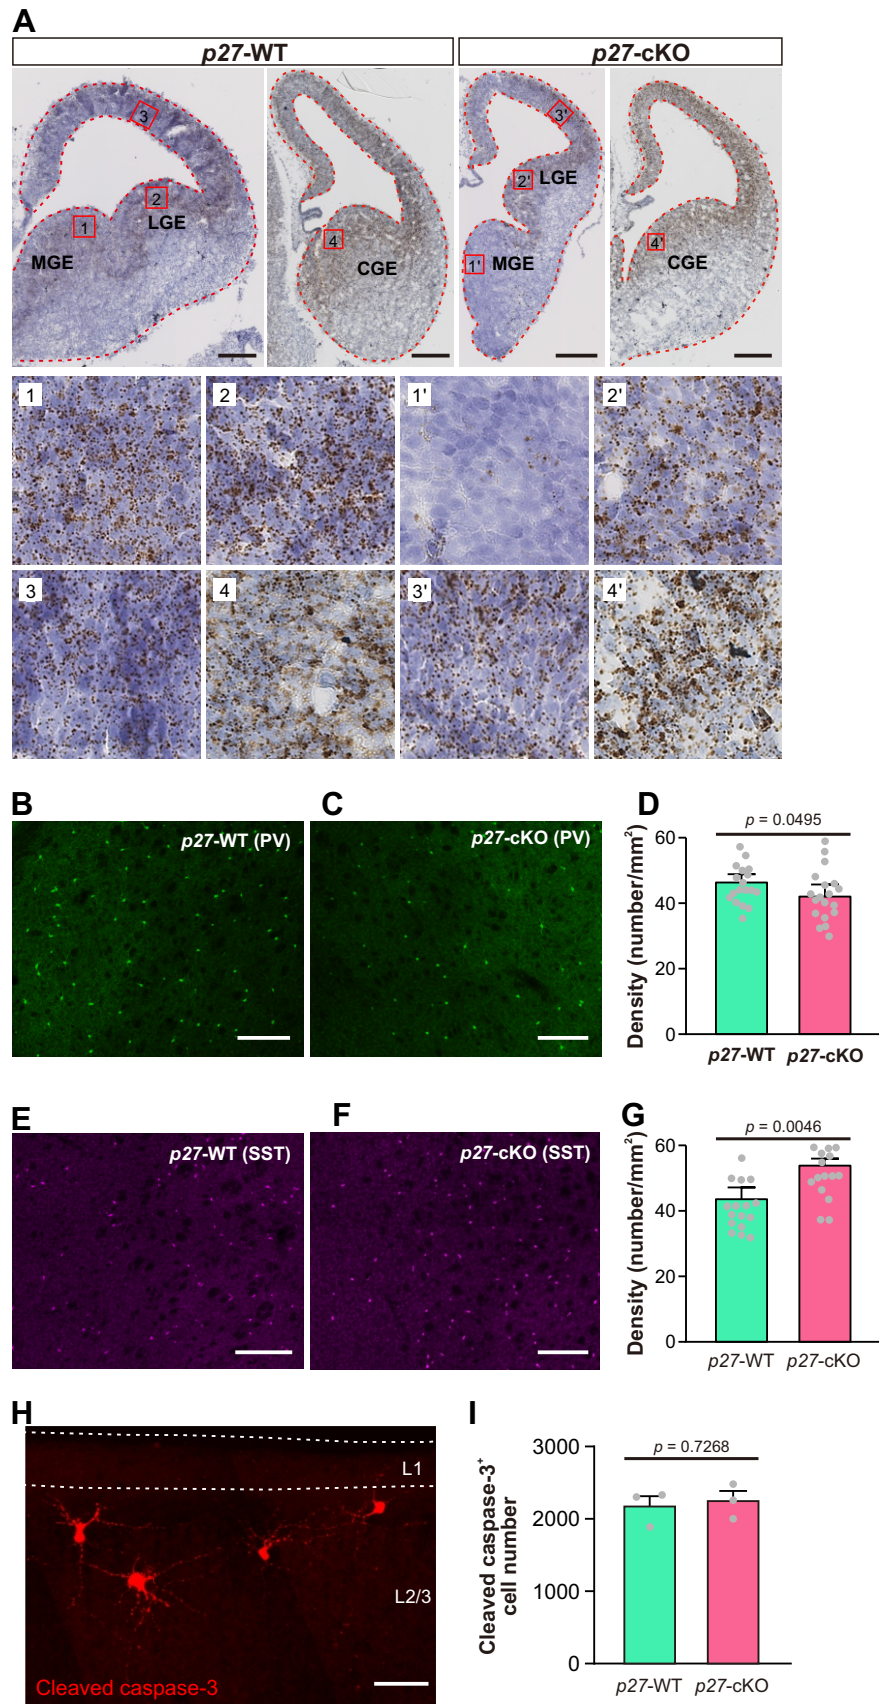 A
p27-WT
p27-cKO
3
2
1
LGE
MGE
4
CGE
3'
2'
LGE
1'
MGE
4'
CGE
1
2
1'
2'
3
4
3'
4'
B
p27-WT (PV)
C
p27-cKO (PV)
D
Density (number/mm²)
p = 0.0495
60
40
20
0
p27-WT
p27-cKO
E
p27-WT (SST)
F
p27-cKO (SST)
G
Density (number/mm²)
p = 0.0046
60
40
20
0
p27-WT
p27-cKO
H
L1
L2/3
Cleaved caspase-3
I
Cleaved caspase-3⁺
cell number
p = 0.7268
3000
2000
1000
0
p27-WT
p27-cKO